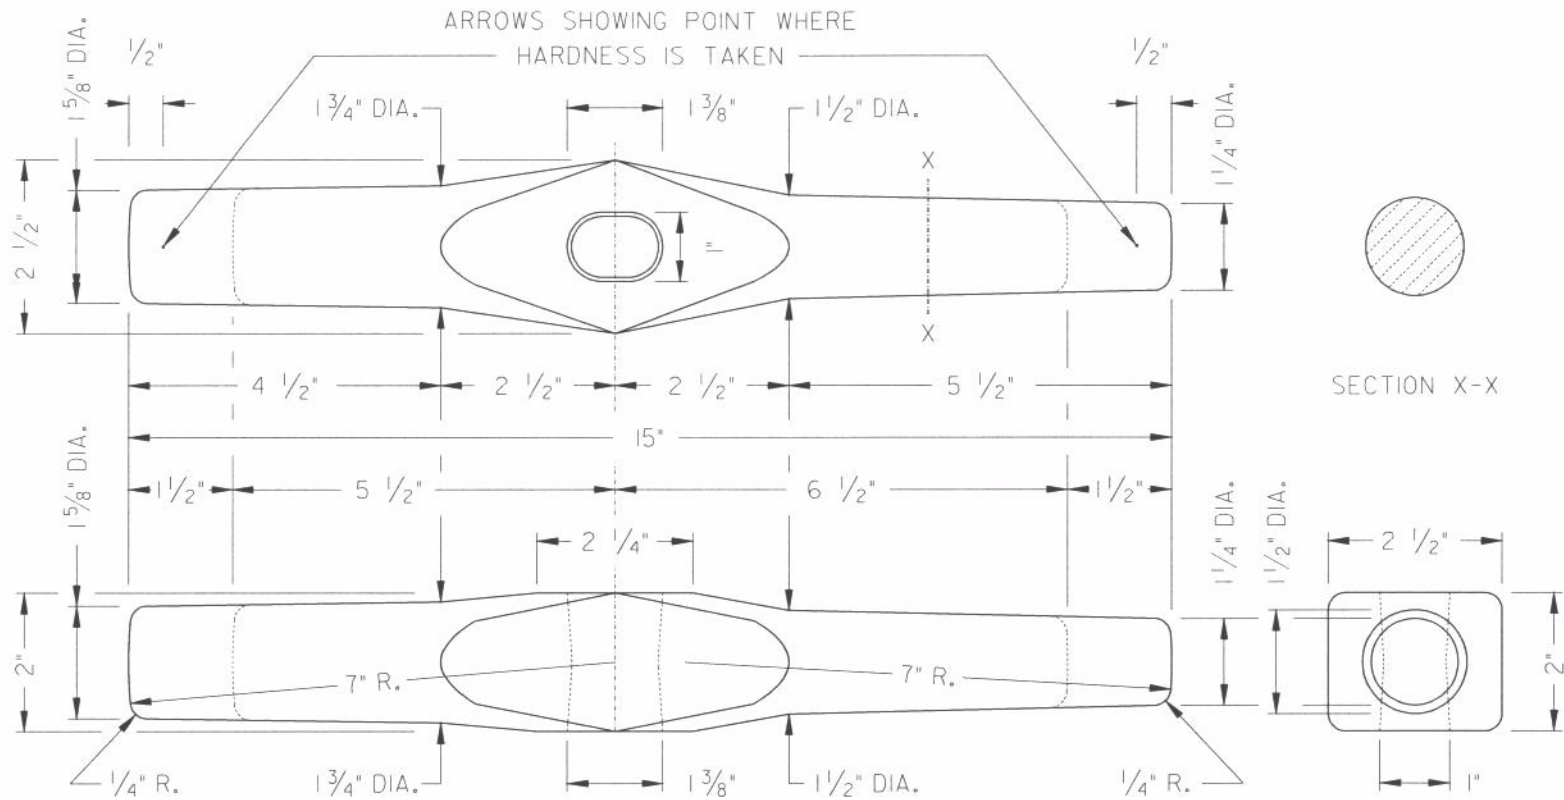 ARROWS SHOWING POINT WHERE
HARDNESS IS TAKEN
1 5/8" DIA.
1/2"
1 3/4" DIA.
1 3/8"
1 1/2" DIA.
1/2"
1 1/4" DIA.
X
2 1/2"
1"
X
4 1/2"
2 1/2"
2 1/2"
5 1/2"
SECTION X-X
15"
1 5/8" DIA.
1 1/2"
5 1/2"
6 1/2"
1 1/2"
1 1/4" DIA.
1 1/2" DIA.
2 1/4"
2 1/2"
2"
7" R.
7" R.
2"
1/4" R.
1 3/4" DIA.
1 3/8"
1 1/2" DIA.
1/4" R.
1"